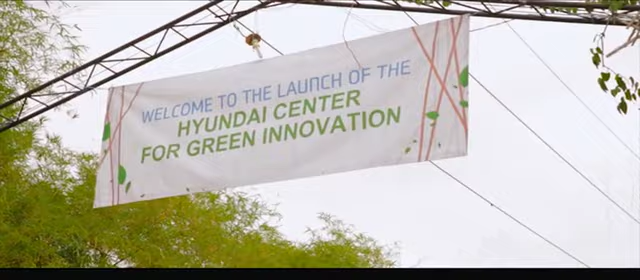 WELCOME TO THE LAUNCH OF THE
HYUNDAI CENTER
FOR GREEN INNOVATION